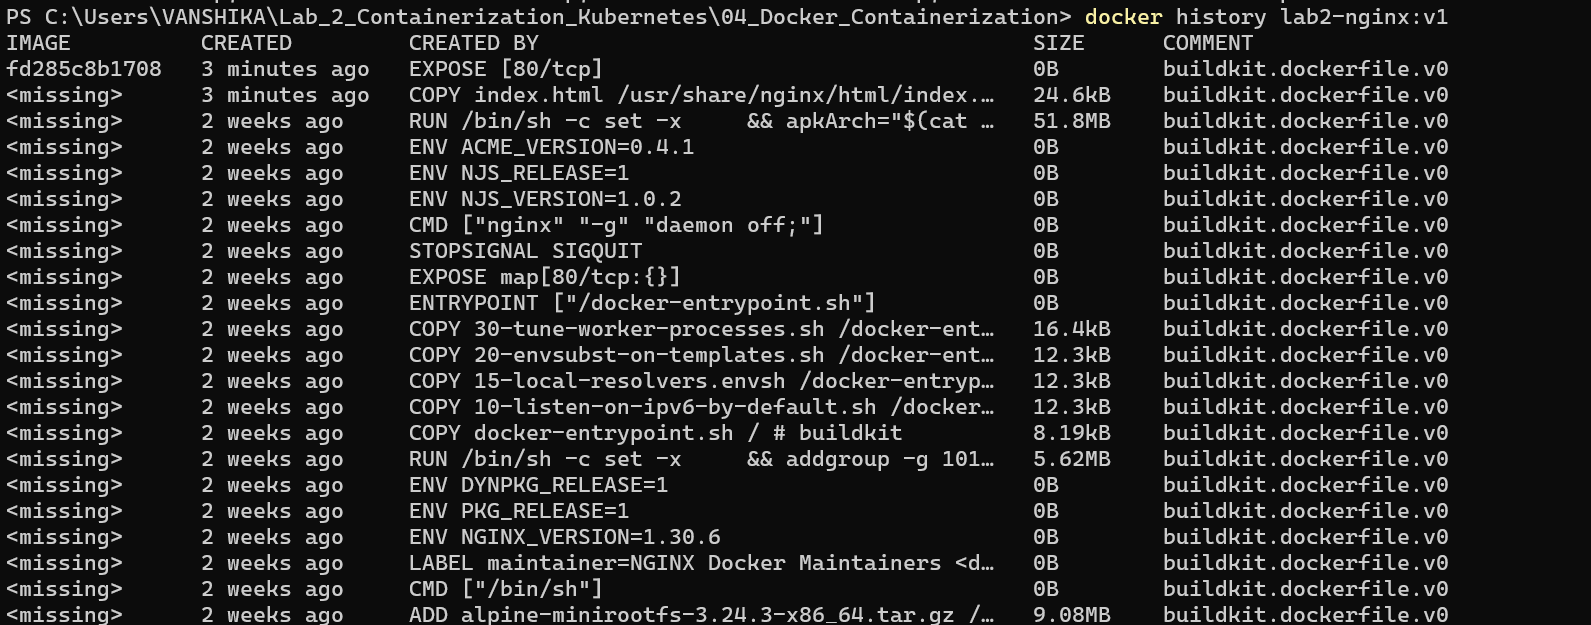 PS C:\Users\VANSHIKA\Lab_2_Containerization_Kubernetes\04_Docker_Containerization> docker history lab2-nginx:v1
IMAGE CREATED CREATED BY SIZE COMMENT
fd285c8b1708 3 minutes ago EXPOSE [80/tcp] 0B buildkit.dockerfile.v0
<missing> 3 minutes ago COPY index.html /usr/share/nginx/html/index.… 24.6kB buildkit.dockerfile.v0
<missing> 2 weeks ago RUN /bin/sh -c set -x     && apkArch="$(cat … 51.8MB buildkit.dockerfile.v0
<missing> 2 weeks ago ENV ACME_VERSION=0.4.1 0B buildkit.dockerfile.v0
<missing> 2 weeks ago ENV NJS_RELEASE=1 0B buildkit.dockerfile.v0
<missing> 2 weeks ago ENV NJS_VERSION=1.0.2 0B buildkit.dockerfile.v0
<missing> 2 weeks ago CMD ["nginx" "-g" "daemon off;"] 0B buildkit.dockerfile.v0
<missing> 2 weeks ago STOPSIGNAL SIGQUIT 0B buildkit.dockerfile.v0
<missing> 2 weeks ago EXPOSE map[80/tcp:{}] 0B buildkit.dockerfile.v0
<missing> 2 weeks ago ENTRYPOINT ["/docker-entrypoint.sh"] 0B buildkit.dockerfile.v0
<missing> 2 weeks ago COPY 30-tune-worker-processes.sh /docker-ent… 16.4kB buildkit.dockerfile.v0
<missing> 2 weeks ago COPY 20-envsubst-on-templates.sh /docker-ent… 12.3kB buildkit.dockerfile.v0
<missing> 2 weeks ago COPY 15-local-resolvers.envsh /docker-entryp… 12.3kB buildkit.dockerfile.v0
<missing> 2 weeks ago COPY 10-listen-on-ipv6-by-default.sh /docker… 12.3kB buildkit.dockerfile.v0
<missing> 2 weeks ago COPY docker-entrypoint.sh / # buildkit 8.19kB buildkit.dockerfile.v0
<missing> 2 weeks ago RUN /bin/sh -c set -x     && addgroup -g 101… 5.62MB buildkit.dockerfile.v0
<missing> 2 weeks ago ENV DYNPKG_RELEASE=1 0B buildkit.dockerfile.v0
<missing> 2 weeks ago ENV PKG_RELEASE=1 0B buildkit.dockerfile.v0
<missing> 2 weeks ago ENV NGINX_VERSION=1.30.6 0B buildkit.dockerfile.v0
<missing> 2 weeks ago LABEL maintainer=NGINX Docker Maintainers <d… 0B buildkit.dockerfile.v0
<missing> 2 weeks ago CMD ["/bin/sh"] 0B buildkit.dockerfile.v0
<missing> 2 weeks ago ADD alpine-minirootfs-3.24.3-x86_64.tar.gz /… 9.08MB buildkit.dockerfile.v0